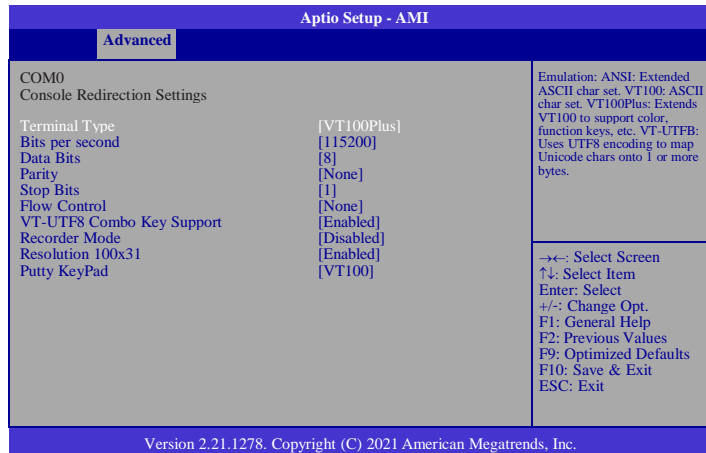 Aptio Setup - AMI
Advanced
COM0
Console Redirection Settings
Terminal Type [VT100Plus]
Bits per second [115200]
Data Bits [8]
Parity [None]
Stop Bits [1]
Flow Control [None]
VT-UTF8 Combo Key Support [Enabled]
Recorder Mode [Disabled]
Resolution 100x31 [Enabled]
Putty KeyPad [VT100]
Emulation: ANSI: Extended
ASCII char set. VT100: ASCII
char set. VT100Plus: Extends
VT100 to support color,
function keys, etc. VT-UTFB:
Uses UTF8 encoding to map
Unicode chars onto 1 or more
bytes.
→←: Select Screen
↑↓: Select Item
Enter: Select
+/-: Change Opt.
F1: General Help
F2: Previous Values
F9: Optimized Defaults
F10: Save & Exit
ESC: Exit
Version 2.21.1278. Copyright (C) 2021 American Megatrends, Inc.